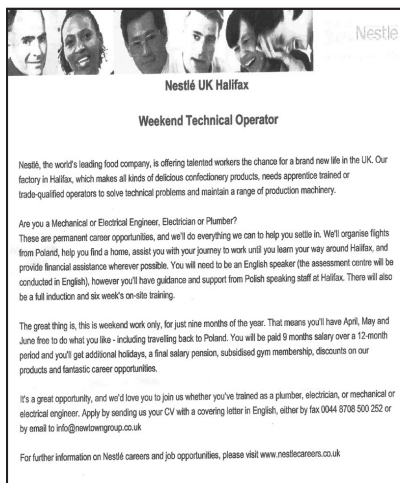 Nestle
Nestlé UK Halifax
Weekend Technical Operator
Nestlé, the world's leading food company, is offering talented workers the chance for a brand new life in the UK. Our
factory in Halifax, which makes all kinds of delicious confectionery products, needs apprentice trained or
trade-qualified operators to solve technical problems and maintain a range of production machinery.
Are you a Mechanical or Electrical Engineer, Electrician or Plumber?
These are permanent career opportunities, and we'll do everything we can to help you settle in. We'll organise flights
from Poland, help you find a home, assist you with your journey to work until you learn your way around Halifax, and
provide financial assistance wherever possible. You will need to be an English speaker (the assessment centre will be
conducted in English), however you'll have guidance and support from Polish speaking staff at Halifax. There will also
be a full induction and six week's on-site training.
The great thing is, this is weekend work only, for just nine months of the year. That means you'll have April, May and
June free to do what you like - including travelling back to Poland. You will be paid 9 months salary over a 12-month
period and you'll get additional holidays, a final salary pension, subsidised gym membership, discounts on our
products and fantastic career opportunities.
It's a great opportunity, and we'd love you to join us whether you've trained as a plumber, electrician, or mechanical or
electrical engineer. Apply by sending us your CV with a covering letter in English, either by fax 0044 8708 500 252 or
by email to info@newtowngroup.co.uk
For further information on Nestlé careers and job opportunities, please visit www.nestlecareers.co.uk